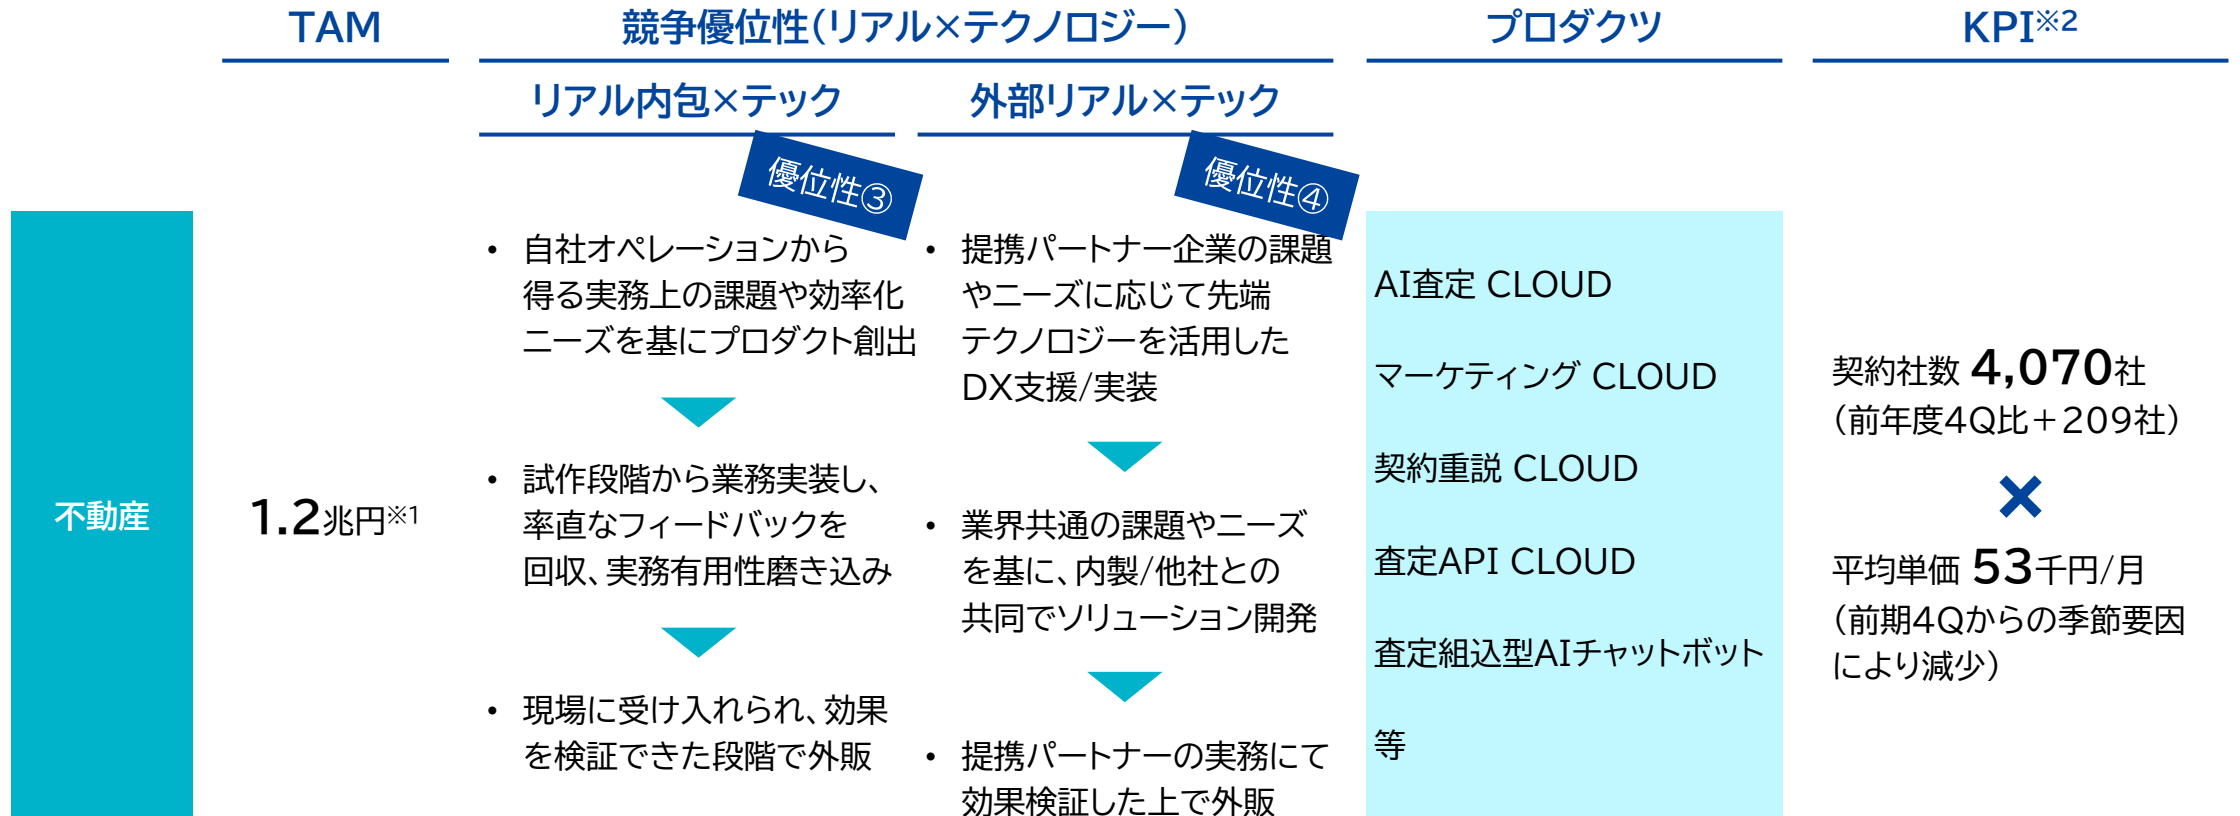 TAM
競争優位性（リアル×テクノロジー）
プロダクツ
KPI※2
リアル内包×テック
外部リアル×テック
優位性③
優位性④
不動産
1.2兆円※1
• 自社オペレーションから
得る実務上の課題や効率化
ニーズを基にプロダクト創出
• 試作段階から業務実装し、
率直なフィードバックを
回収、実務有用性磨き込み
• 現場に受け入れられ、効果
を検証できた段階で外販
• 提携パートナー企業の課題
やニーズに応じて先端
テクノロジーを活用した
DX支援/実装
• 業界共通の課題やニーズ
を基に、内製/他社との
共同でソリューション開発
• 提携パートナーの実務にて
効果検証した上で外販
AI査定 CLOUD
マーケティング CLOUD
契約重説 CLOUD
査定API CLOUD
査定組込型AIチャットボット
等
契約社数 4,070社
（前年度4Q比＋209社）
×
平均単価 53千円/月
（前期4Qからの季節要因
により減少）